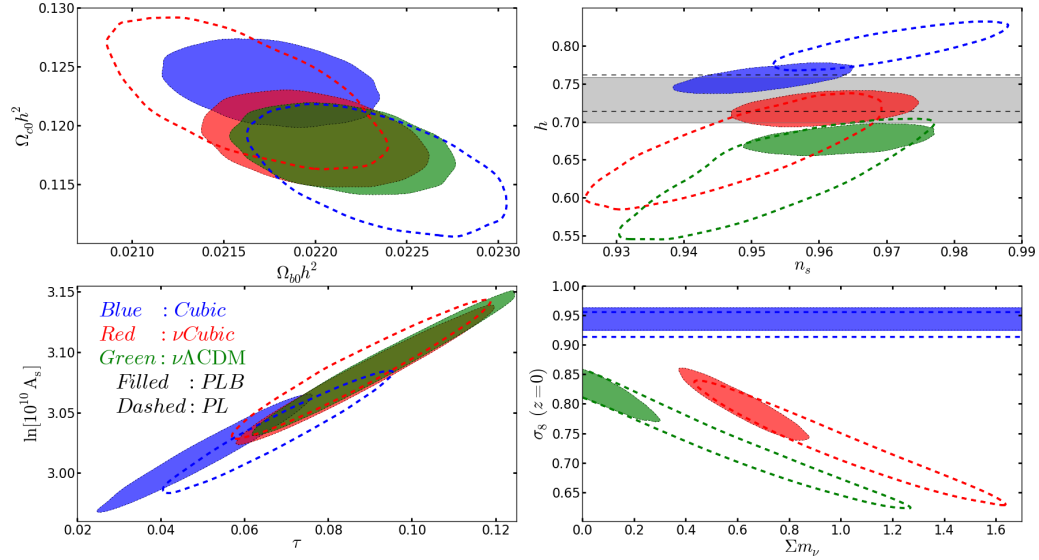 0.130
0.125
0.120
0.115
Ω_{c0}h²
0.0210 0.0215 0.0220 0.0225 0.0230
Ω_{b0}h²
0.80
0.75
0.70
0.65
0.60
0.55
h
0.93 0.94 0.95 0.96 0.97 0.98 0.99
n_s
3.15
3.10
3.05
3.00
ln[10¹⁰ A_s]
Blue : Cubic
Red : νCubic
Green : νΛCDM
Filled : PLB
Dashed : PL
0.02 0.04 0.06 0.08 0.10 0.12
τ
1.00
0.95
0.90
0.85
0.80
0.75
0.70
0.65
σ₈ (z=0)
0.0 0.2 0.4 0.6 0.8 1.0 1.2 1.4 1.6
Σm_ν